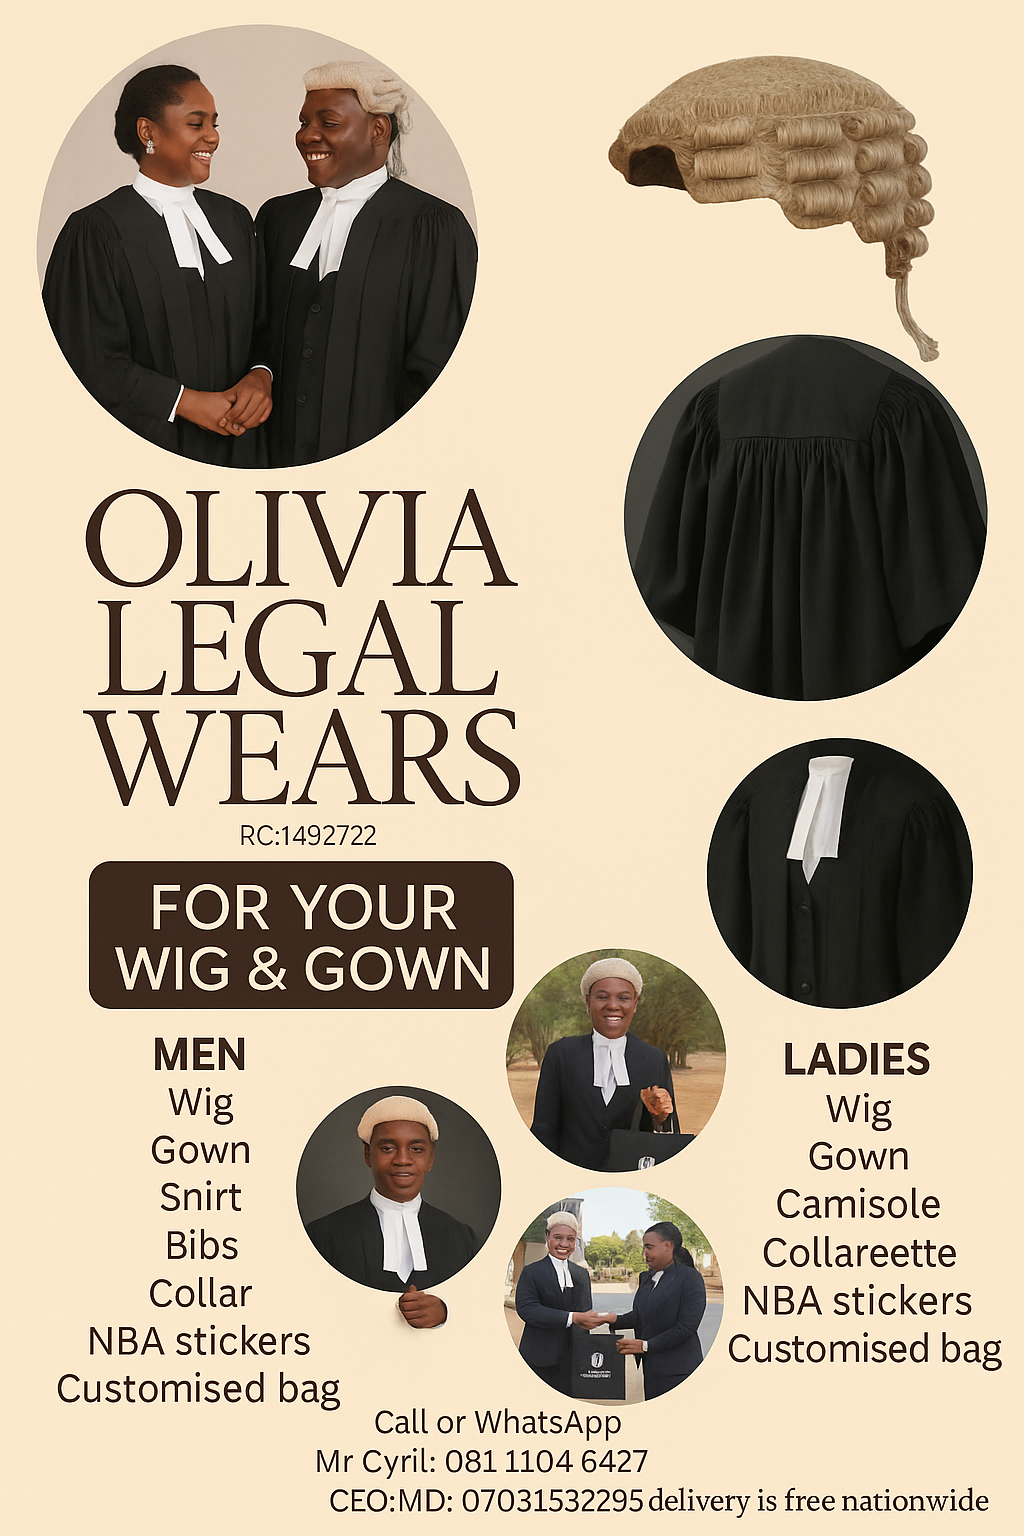 OLIVIA
LEGAL
WEARS
RC:1492722
FOR YOUR
WIG & GOWN
MEN
Wig
Gown
Snirt
Bibs
Collar
NBA stickers
Customised bag
LADIES
Wig
Gown
Camisole
Collareette
NBA stickers
Customised bag
Call or WhatsApp
Mr Cyril: 081 1104 6427
CEO:MD: 07031532295 delivery is free nationwide